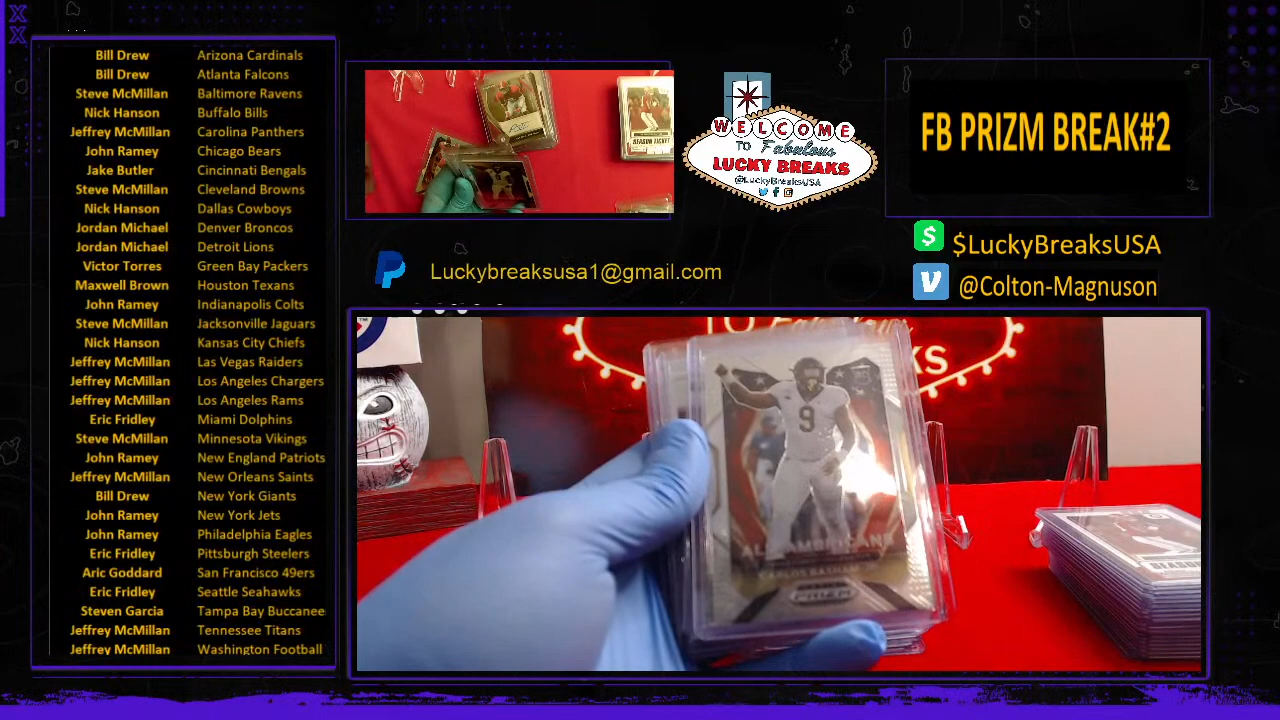 Bill Drew Arizona Cardinals
Bill Drew Atlanta Falcons
Steve McMillan Baltimore Ravens
Nick Hanson Buffalo Bills
Jeffrey McMillan Carolina Panthers
John Ramey Chicago Bears
Jake Butler Cincinnati Bengals
Steve McMillan Cleveland Browns
Nick Hanson Dallas Cowboys
Jordan Michael Denver Broncos
Jordan Michael Detroit Lions
Victor Torres Green Bay Packers
Maxwell Brown Houston Texans
John Ramey Indianapolis Colts
Steve McMillan Jacksonville Jaguars
Nick Hanson Kansas City Chiefs
Jeffrey McMillan Las Vegas Raiders
Jeffrey McMillan Los Angeles Chargers
Jeffrey McMillan Los Angeles Rams
Eric Fridley Miami Dolphins
Steve McMillan Minnesota Vikings
John Ramey New England Patriots
Jeffrey McMillan New Orleans Saints
Bill Drew New York Giants
John Ramey New York Jets
John Ramey Philadelphia Eagles
Eric Fridley Pittsburgh Steelers
Aric Goddard San Francisco 49ers
Eric Fridley Seattle Seahawks
Steven Garcia Tampa Bay Buccanee
Jeffrey McMillan Tennessee Titans
Jeffrey McMillan Washington Football
SEASON TICKET
WELCOME
TO Fabulous
LUCKY BREAKS
@LuckyBreaksUSA
FB PRIZM BREAK#2
$LuckyBreaksUSA
@Colton-Magnuson
Luckybreaksusa1@gmail.com
TO
KS
9
ALL AMERICANS
PRIZM